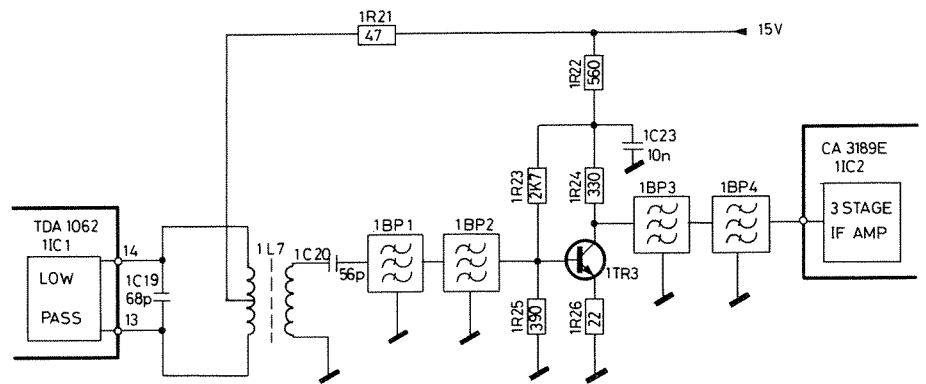 1R21
47
15V
1R22
560
1C23
10n
1R23
2K7
1R24
330
CA 3189E
1IC2
3 STAGE
IF AMP
1BP3
1BP4
TDA 1062
1IC1
LOW
PASS
14
13
1C19
68p
1L7
1C20
56p
1BP1
1BP2
1TR3
1R25
390
1R26
22